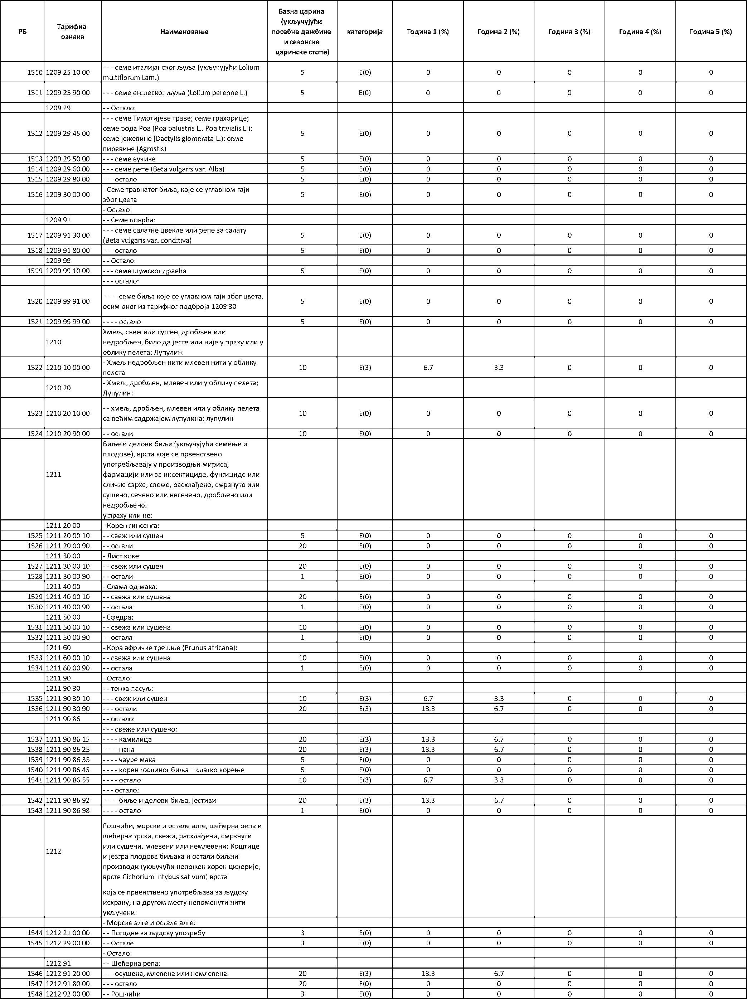 РБ Тарифна ознака Наименовање Базна царина (укључујући посебне дажбине и сезонске царинске стопе) категорија Година 1 (%) Година 2 (%) Година 3 (%) Година 4 (%) Година 5 (%)
1510 1209 25 10 00 - - - семе италијанског љуља (укључујући Lolium multiflorum Lam.) 5 E(0) 0 0 0 0 0
1511 1209 25 90 00 - - - семе енглеског љуља (Lolium perenne L.) 5 E(0) 0 0 0 0 0
1209 29 - - Остало:
1512 1209 29 45 00 - - - семе Тимотијеве траве; семе грахорице; семе рода Poa (Poa palustris L., Poa trivialis L.); семе јежевине (Dactylis glomerata L.); семе пиревине (Agrostis) 5 E(0) 0 0 0 0 0
1513 1209 29 50 00 - - - семе вучике 5 E(0) 0 0 0 0 0
1514 1209 29 60 00 - - - семе репе (Beta vulgaris var. Alba) 5 E(0) 0 0 0 0 0
1515 1209 29 80 00 - - - остало 5 E(0) 0 0 0 0 0
1516 1209 30 00 00 - Семе травнатог биља, које се углавном гаји због цвета 5 E(0) 0 0 0 0 0
- Остало:
1209 91 - - Семе поврћа:
1517 1209 91 30 00 - - - семе салатне цвекле или репе за салату (Beta vulgaris var. conditiva) 5 E(0) 0 0 0 0 0
1518 1209 91 80 00 - - - остало 5 E(0) 0 0 0 0 0
1209 99 - - Остало:
1519 1209 99 10 00 - - - семе шумског дрвећа 5 E(0) 0 0 0 0 0
- - - остало:
1520 1209 99 91 00 - - - - семе биља које се углавном гаји због цвета, осим оног из тарифног подброја 1209 30 5 E(0) 0 0 0 0 0
1521 1209 99 99 00 - - - - остало 5 E(0) 0 0 0 0 0
1210 Хмељ, свеж или сушен, дробљен или недробљен, било да јесте или није у праху или у облику пелета; Лупулин:
1522 1210 10 00 00 - Хмељ недробљен нити млевен нити у облику пелета 10 E(3) 6.7 3.3 0 0 0
1210 20 - Хмељ, дробљен, млевен или у облику пелета; Лупулин:
1523 1210 20 10 00 - - хмељ, дробљен, млевен или у облику пелета са већим садржајем лупулина; лупулин 10 E(0) 0 0 0 0 0
1524 1210 20 90 00 - - остали 10 E(0) 0 0 0 0 0
1211 Биље и делови биља (укључујући семење и плодове), врста које се првенствено употребљавају у производњи мириса, фармацији или за инсектициде, фунгициде или сличне сврхе, свеже, расхлађено, смрзнуто или сушено, сечено или несечено, дробљено или недробљено, у праху или не:
1211 20 00 - Корен гинсенга:
1525 1211 20 00 10 - - свеж или сушен 5 E(0) 0 0 0 0 0
1526 1211 20 00 90 - - остали 20 E(0) 0 0 0 0 0
1211 30 00 - Лист коке:
1527 1211 30 00 10 - - свеж или сушен 20 E(0) 0 0 0 0 0
1528 1211 30 00 90 - - остали 1 E(0) 0 0 0 0 0
1211 40 00 - Слама од мака:
1529 1211 40 00 10 - - свежа или сушена 20 E(0) 0 0 0 0 0
1530 1211 40 00 90 - - остала 1 E(0) 0 0 0 0 0
1211 50 00 - Ефедра:
1531 1211 50 00 10 - - свежа или сушена 10 E(0) 0 0 0 0 0
1532 1211 50 00 90 - - остала 1 E(0) 0 0 0 0 0
1211 60 - Кора афричке трешње (Prunus africana):
1533 1211 60 00 10 - - свежа или сушена 10 E(0) 0 0 0 0 0
1534 1211 60 00 90 - - остала 1 E(0) 0 0 0 0 0
1211 90 - Остало:
1211 90 30 - - тонка пасуљ:
1535 1211 90 30 10 - - - свеж или сушен 10 E(3) 6.7 3.3 0 0 0
1536 1211 90 30 90 - - - остали 20 E(3) 13.3 6.7 0 0 0
1211 90 86 - - остало:
- - - свеже или сушено:
1537 1211 90 86 15 - - - - камилица 20 E(3) 13.3 6.7 0 0 0
1538 1211 90 86 25 - - - - нана 20 E(3) 13.3 6.7 0 0 0
1539 1211 90 86 35 - - - - чауре мака 5 E(0) 0 0 0 0 0
1540 1211 90 86 45 - - - - корен госпиног биља – слатко корење 5 E(0) 0 0 0 0 0
1541 1211 90 86 55 - - - - остало 10 E(3) 6.7 3.3 0 0 0
- - - остало:
1542 1211 90 86 92 - - - - биље и делови биља, јестиви 20 E(3) 13.3 6.7 0 0 0
1543 1211 90 86 98 - - - - остало 1 E(0) 0 0 0 0 0
1212 Рошчићи, морске и остале алге, шећерна репа и шећерна трска, свежи, расхлађени, смрзнути или сушени, млевени или немлевени; Коштице и језгра плодова биљака и остали биљни производи (укључући непржен корен цикорије, врсте Cichorium intybus sativum) врста која се првенствено употребљава за људску исхрану, на другом месту непоменути нити укључени:
- Морске алге и остале алге:
1544 1212 21 00 00 - - Погодне за људску употребу 3 E(0) 0 0 0 0 0
1545 1212 29 00 00 - - Остале 3 E(0) 0 0 0 0 0
- Остало:
1212 91 - - Шећерна репа:
1546 1212 91 20 00 - - - осушена, млевена или немлевена 20 E(3) 13.3 6.7 0 0 0
1547 1212 91 80 00 - - - остало 20 E(0) 0 0 0 0 0
1548 1212 92 00 00 - - Рошчићи 3 E(0) 0 0 0 0 0